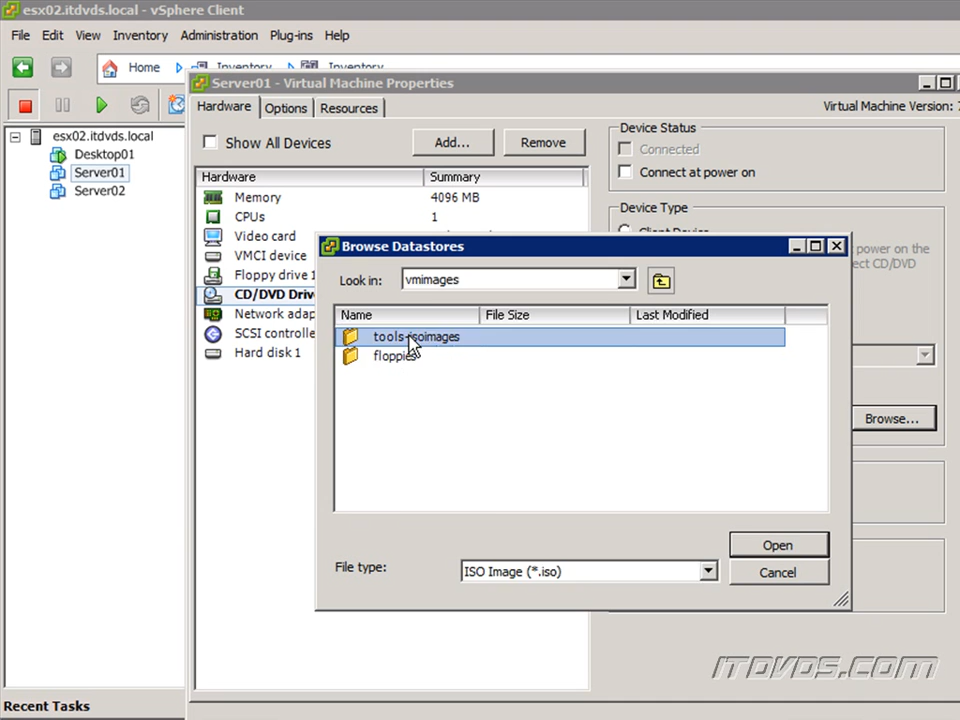 esx02.itdvds.local - vSphere Client
File Edit View Inventory Administration Plug-ins Help
Home Inventory Inventory
Server01 - Virtual Machine Properties
Hardware Options Resources
Virtual Machine Version:
esx02.itdvds.local
Desktop01
Server01
Server02
Show All Devices
Add...
Remove
Hardware Summary
Memory 4096 MB
CPUs 1
Video card
VMCI device
Floppy drive 1
CD/DVD Driv
Network adap
SCSI controlle
Hard disk 1
Device Status
Connected
Connect at power on
Device Type
Client Device
power on the
ect CD/DVD
Browse...
Browse Datastores
Look in: vmimages
Name File Size Last Modified
tools-isoimages
floppies
Open
File type: ISO Image (*.iso)
Cancel
ITDVDS.COM
Recent Tasks